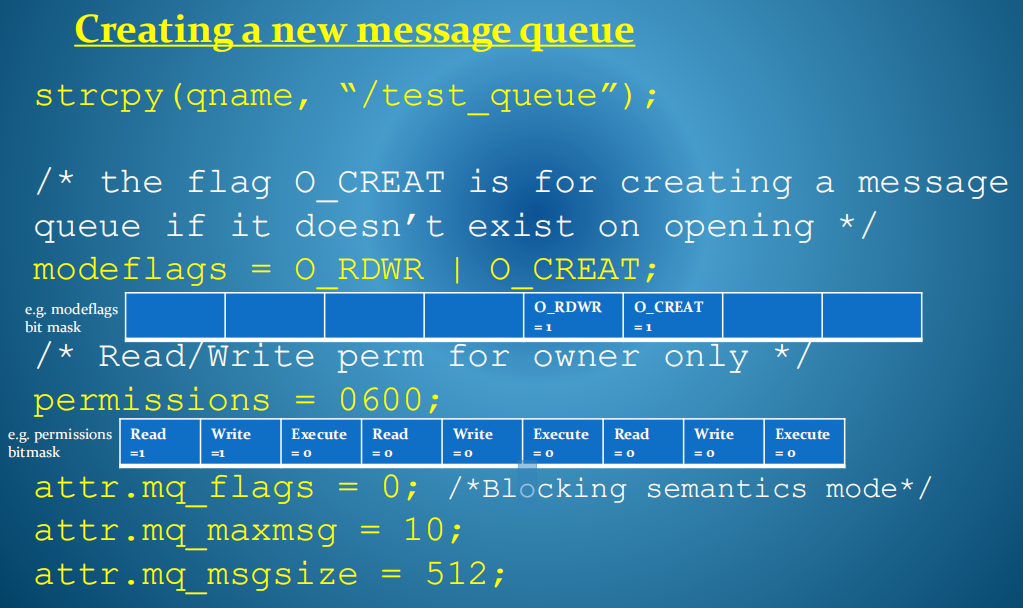 Creating a new message queue
strcpy(qname, “/test_queue”);
/* the flag O_CREAT is for creating a message
queue if it doesn’t exist on opening */
modeflags = O_RDWR | O_CREAT;
e.g. modeflags
bit mask
O_RDWR
= 1
O_CREAT
= 1
/* Read/Write perm for owner only */
permissions = 0600;
e.g. permissions
bitmask
Read
=1
Write
=1
Execute
= 0
Read
= 0
Write
= 0
Execute
= 0
Read
= 0
Write
= 0
Execute
= 0
attr.mq_flags = 0; /*Blocking semantics mode*/
attr.mq_maxmsg = 10;
attr.mq_msgsize = 512;